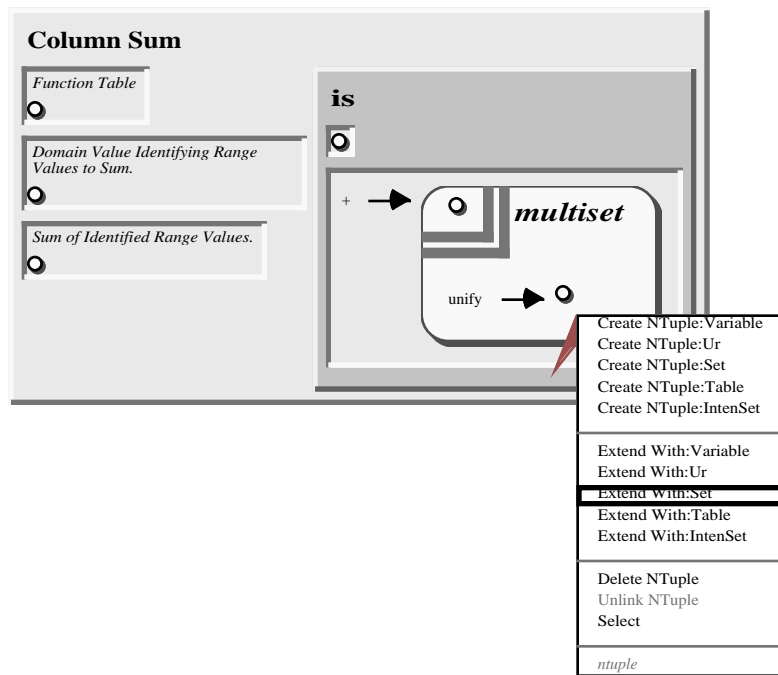 Column Sum
Function Table
Domain Value Identifying Range
Values to Sum.
Sum of Identified Range Values.
is
+
multiset
unify
Create NTuple:Variable
Create NTuple:Ur
Create NTuple:Set
Create NTuple:Table
Create NTuple:IntenSet
Extend With:Variable
Extend With:Ur
Extend With:Set
Extend With:Table
Extend With:IntenSet
Delete NTuple
Unlink NTuple
Select
ntuple